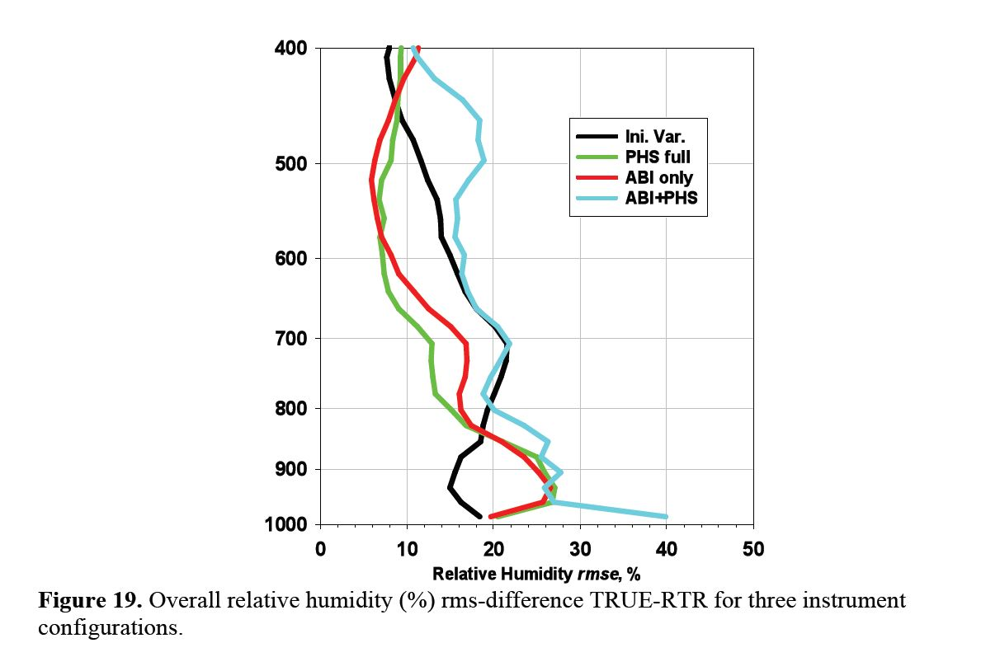 400
500
600
700
800
900
1000
0 10 20 30 40 50
Ini. Var.
PHS full
ABI only
ABI+PHS
Relative Humidity rmse, %
Figure 19. Overall relative humidity (%) rms-difference TRUE-RTR for three instrument
configurations.